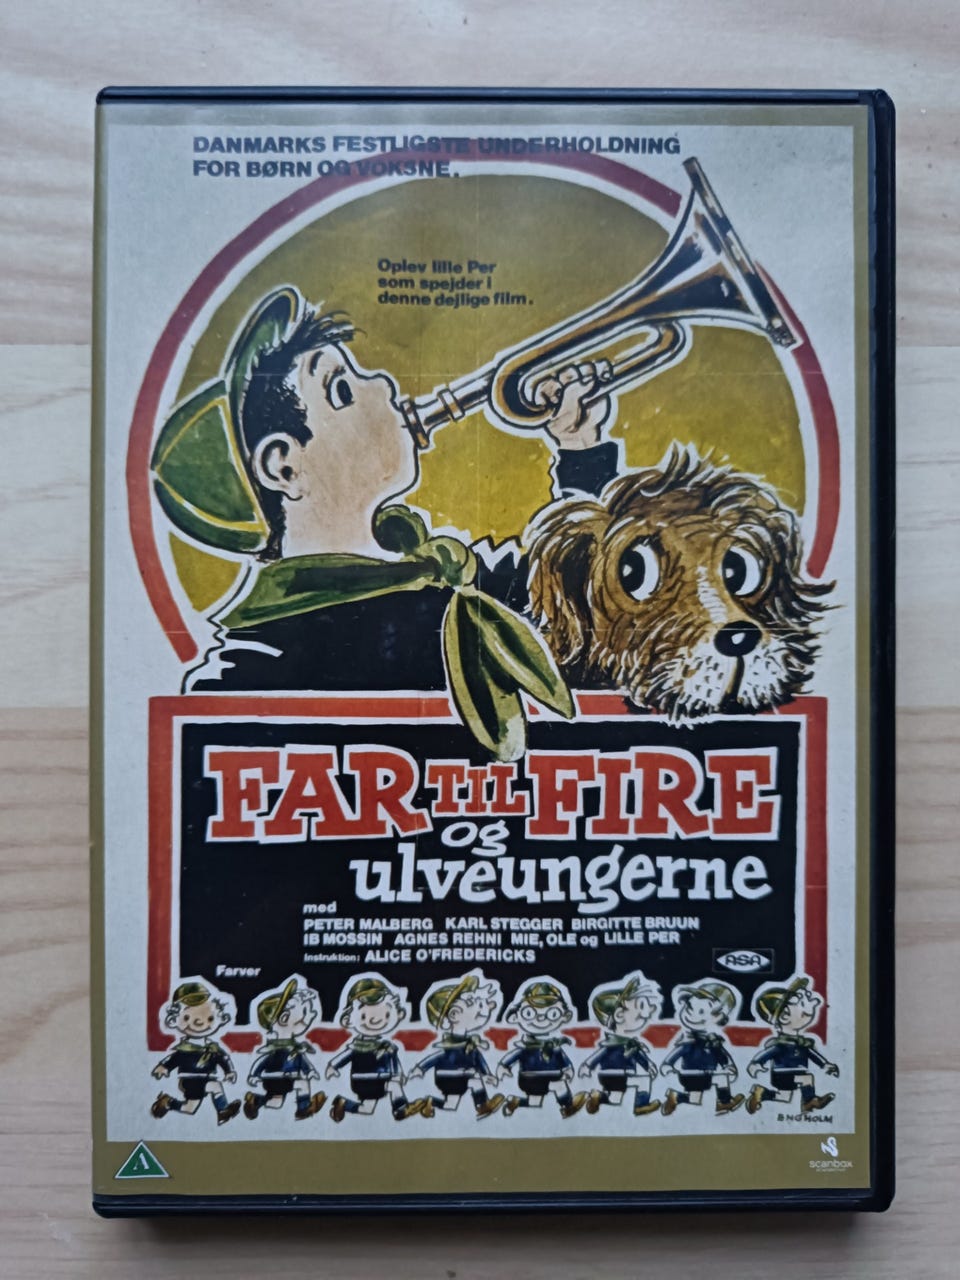 DANMARKS FESTLIGSTE UNDERHOLDNING
FOR BØRN OG VOKSNE.
Oplev lille Per
som spejder i
denne dejlige film.
FAR TIL FIRE
og
ulveungerne
med
PETER MALBERG KARL STEGGER BIRGITTE BRUUN
IB MOSSIN AGNES REHNI MIE, OLE og LILLE PER
Instruktion: ALICE O'FREDERICKS
ASA
Farver
ENGHOLM
A
scanbox